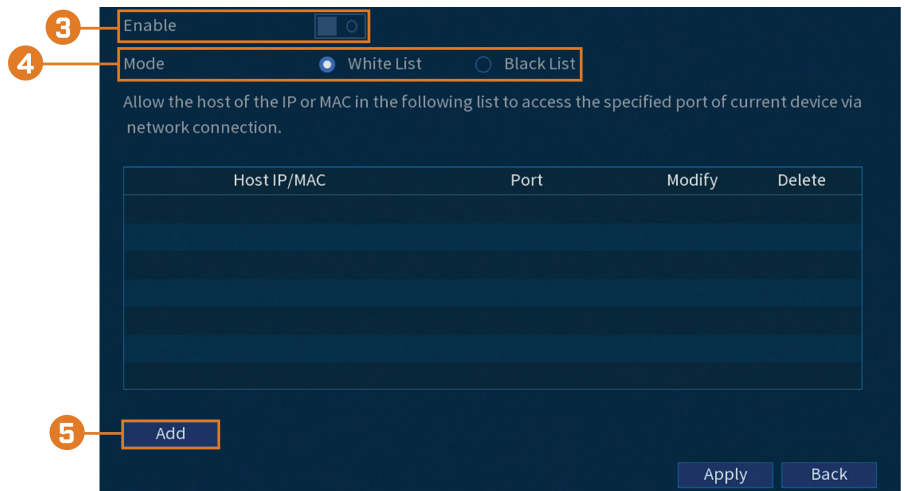 3
Enable
4
Mode White List Black List
Allow the host of the IP or MAC in the following list to access the specified port of current device via
network connection.
Host IP/MAC Port Modify Delete
5
Add
Apply Back